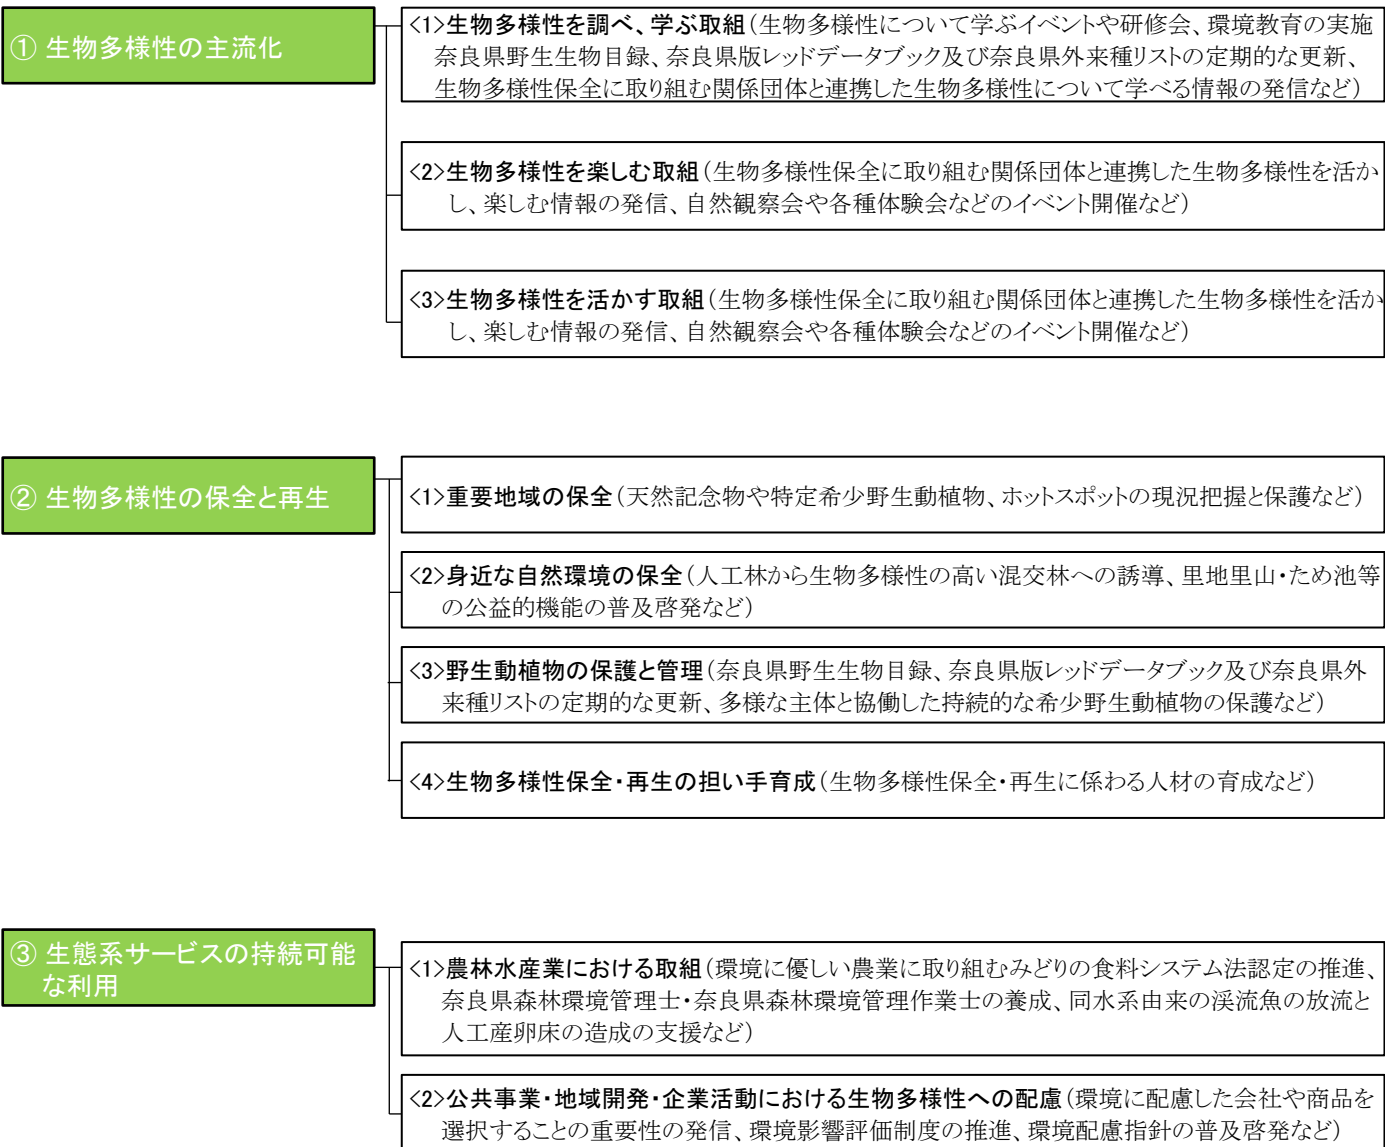 ① 生物多様性の主流化
<1>生物多様性を調べ、学ぶ取組(生物多様性について学ぶイベントや研修会、環境教育の実施
奈良県野生生物目録、奈良県版レッドデータブック及び奈良県外来種リストの定期的な更新、
生物多様性保全に取り組む関係団体と連携した生物多様性について学べる情報の発信など)
<2>生物多様性を楽しむ取組(生物多様性保全に取り組む関係団体と連携した生物多様性を活か
し、楽しむ情報の発信、自然観察会や各種体験会などのイベント開催など)
<3>生物多様性を活かす取組(生物多様性保全に取り組む関係団体と連携した生物多様性を活か
し、楽しむ情報の発信、自然観察会や各種体験会などのイベント開催など)
② 生物多様性の保全と再生
<1>重要地域の保全(天然記念物や特定希少野生動植物、ホットスポットの現況把握と保護など)
<2>身近な自然環境の保全(人工林から生物多様性の高い混交林への誘導、里地里山・ため池等
の公益的機能の普及啓発など)
<3>野生動植物の保護と管理(奈良県野生生物目録、奈良県版レッドデータブック及び奈良県外
来種リストの定期的な更新、多様な主体と協働した持続的な希少野生動植物の保護など)
<4>生物多様性保全・再生の担い手育成(生物多様性保全・再生に係わる人材の育成など)
③ 生態系サービスの持続可能
な利用
<1>農林水産業における取組(環境に優しい農業に取り組むみどりの食料システム法認定の推進、
奈良県森林環境管理士・奈良県森林環境管理作業士の養成、同水系由来の渓流魚の放流と
人工産卵床の造成の支援など)
<2>公共事業・地域開発・企業活動における生物多様性への配慮(環境に配慮した会社や商品を
選択することの重要性の発信、環境影響評価制度の推進、環境配慮指針の普及啓発など)